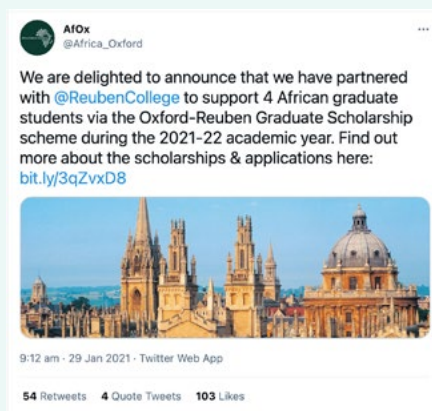 AfOx
@Africa_Oxford
We are delighted to announce that we have partnered
with @ReubenCollege to support 4 African graduate
students via the Oxford-Reuben Graduate Scholarship
scheme during the 2021-22 academic year. Find out
more about the scholarships & applications here:
bit.ly/3qZvxD8
9:12 am · 29 Jan 2021 · Twitter Web App
54 Retweets 4 Quote Tweets 103 Likes